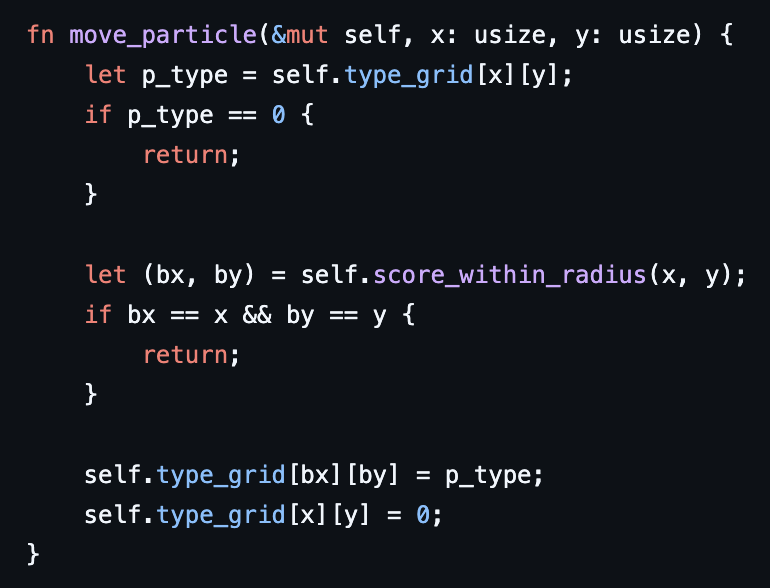 fn move_particle(&mut self, x: usize, y: usize) {
    let p_type = self.type_grid[x][y];
    if p_type == 0 {
        return;
    }

    let (bx, by) = self.score_within_radius(x, y);
    if bx == x && by == y {
        return;
    }

    self.type_grid[bx][by] = p_type;
    self.type_grid[x][y] = 0;
}